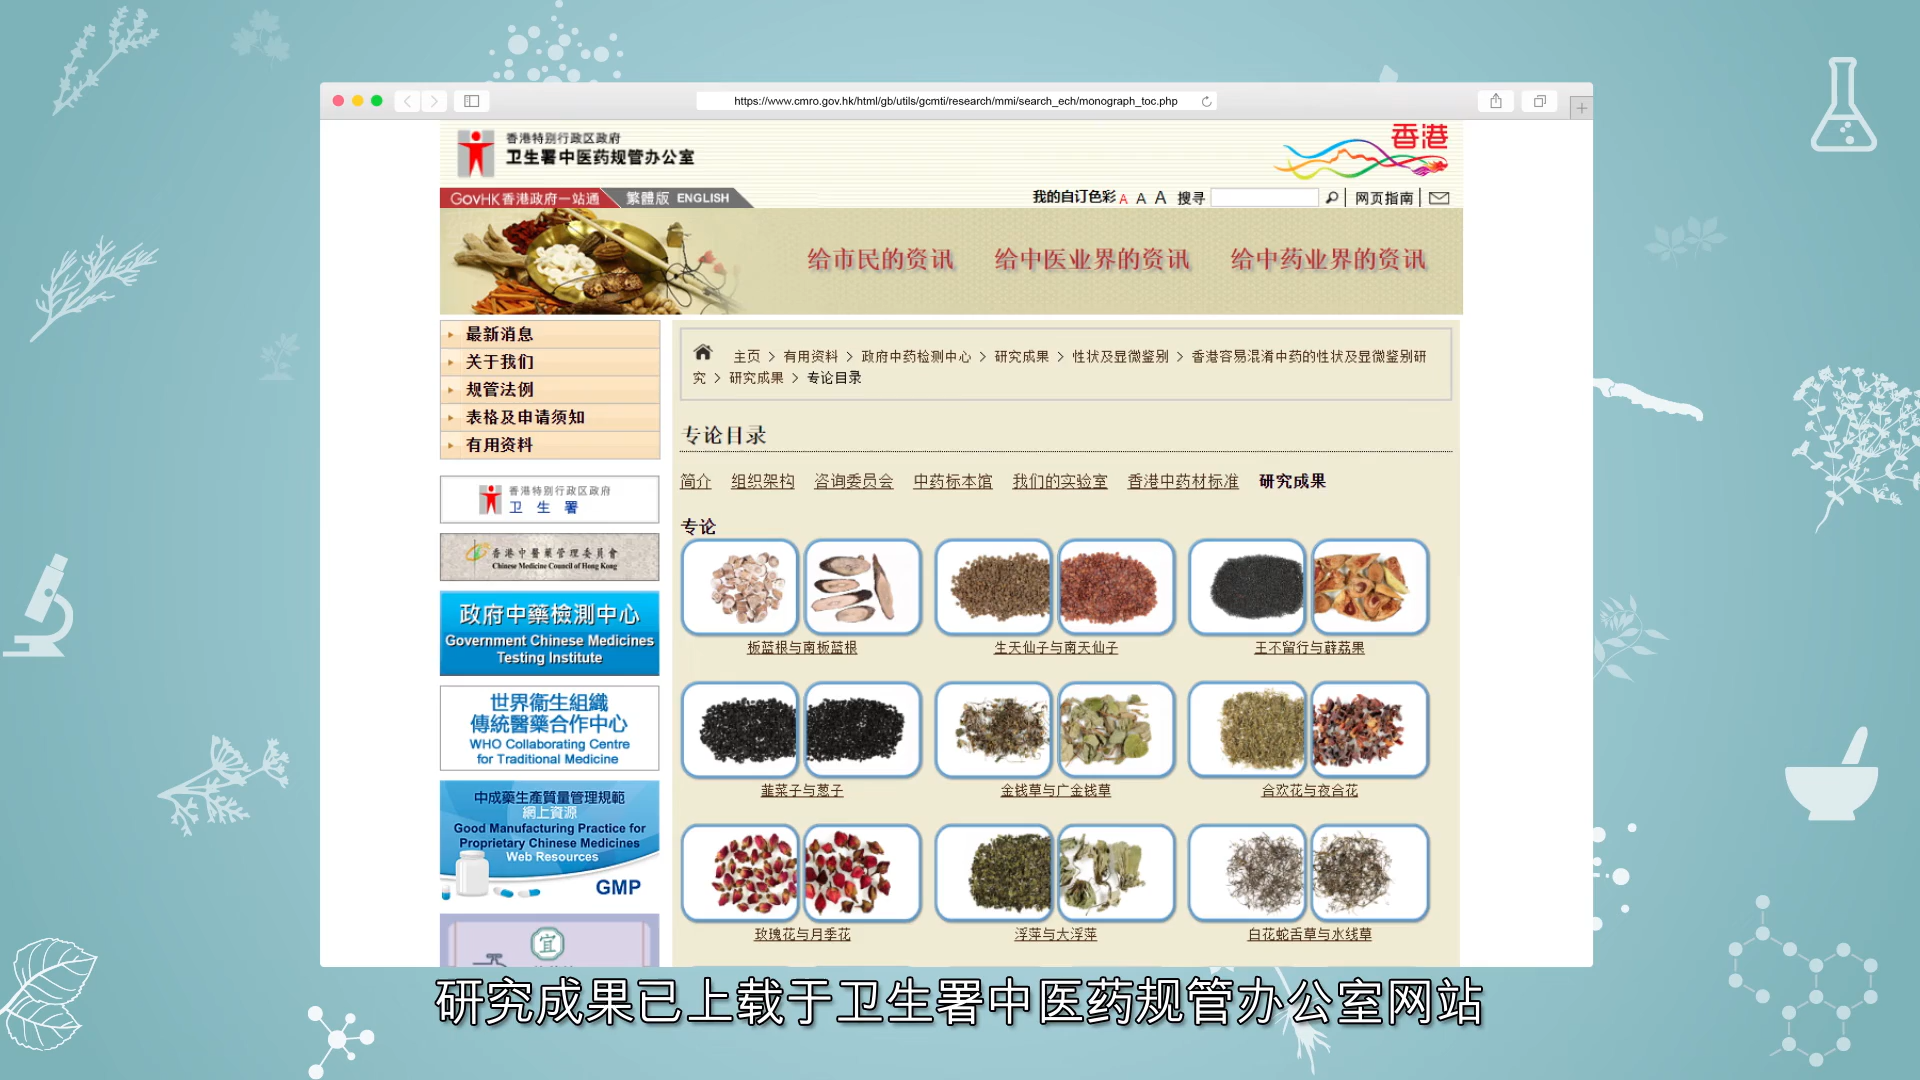 https://www.cmro.gov.hk/html/gb/utils/gcmti/research/mmi/search_ech/monograph_toc.php
香港特别行政区政府
卫生署中医药规管办公室
香港
GovHK香港政府一站通
繁體版 ENGLISH
我的自订色彩 A A A 搜寻 网页指南
给市民的资讯 给中医业界的资讯 给中药业界的资讯
最新消息
关于我们
规管法例
表格及申请须知
有用资料
香港特别行政区政府
卫生署
香港中醫藥管理委員會
Chinese Medicine Council of Hong Kong
政府中藥檢測中心
Government Chinese Medicines
Testing Institute
世界衞生組織
傳統醫藥合作中心
WHO Collaborating Centre
for Traditional Medicine
中成藥生產質量管理規範
網上資源
Good Manufacturing Practice for
Proprietary Chinese Medicines
Web Resources
GMP
宜
主页 > 有用资料 > 政府中药检测中心 > 研究成果 > 性状及显微鉴别 > 香港容易混淆中药的性状及显微鉴别研
究 > 研究成果 > 专论目录
专论目录
简介 组织架构 咨询委员会 中药标本馆 我们的实验室 香港中药材标准 研究成果
专论
板蓝根与南板蓝根 生天仙子与南天仙子 王不留行与薜荔果
韭菜子与葱子 金钱草与广金钱草 合欢花与夜合花
玫瑰花与月季花 浮萍与大浮萍 白花蛇舌草与水线草
研究成果已上载于卫生署中医药规管办公室网站